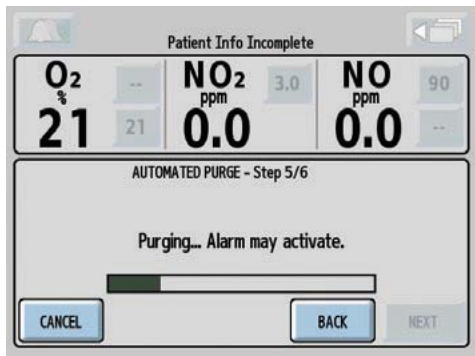 Patient Info Incomplete
O2 % 21 -- 21
NO2 ppm 0.0 3.0
NO ppm 0.0 90 --
AUTOMATED PURGE - Step 5/6
Purging... Alarm may activate.
CANCEL BACK NEXT